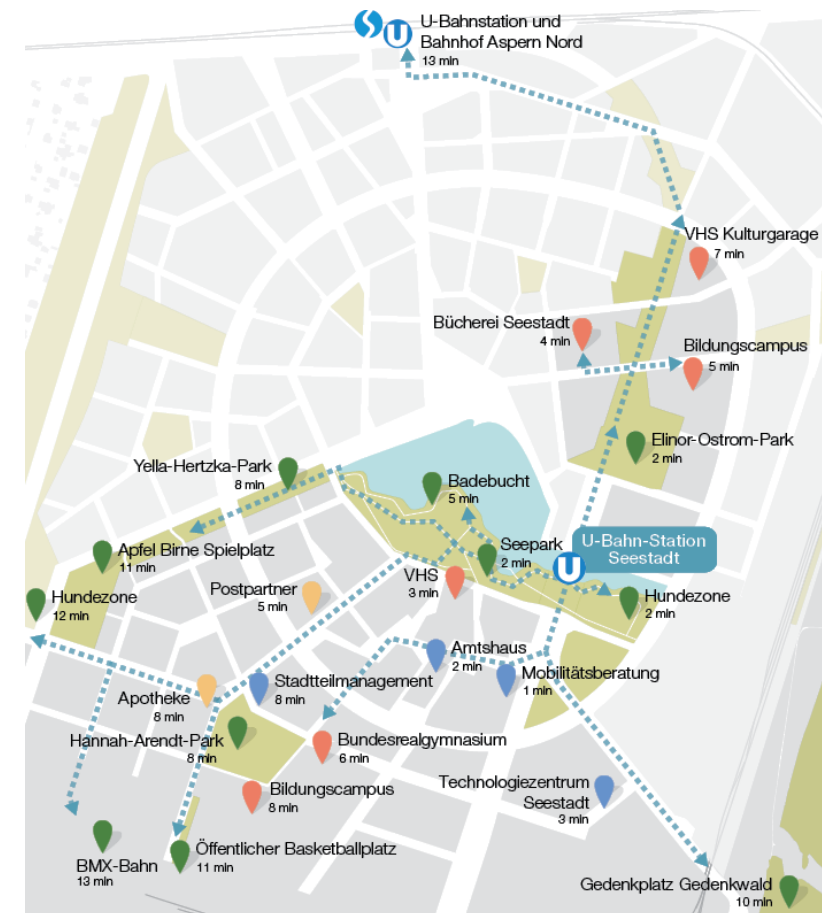 U
U-Bahnstation und
Bahnhof Aspern Nord
13 min
VHS Kulturgarage
7 min
Bücherei Seestadt
4 min
Bildungscampus
5 min
Elinor-Ostrom-Park
2 min
Yella-Hertzka-Park
8 min
Badebucht
5 min
U
U-Bahn-Station
Seestadt
Seepark
2 min
Apfel Birne Spielplatz
11 min
VHS
3 min
Postpartner
5 min
Hundezone
12 min
Hundezone
2 min
Amtshaus
2 min
Mobilitätsberatung
1 min
Stadtteilmanagement
8 min
Apotheke
8 min
Hannah-Arendt-Park
8 min
Bundesrealgymnasium
6 min
Bildungscampus
8 min
Technologiezentrum
Seestadt
3 min
Öffentlicher Basketballplatz
11 min
BMX-Bahn
13 min
Gedenkplatz Gedenkwald
10 min